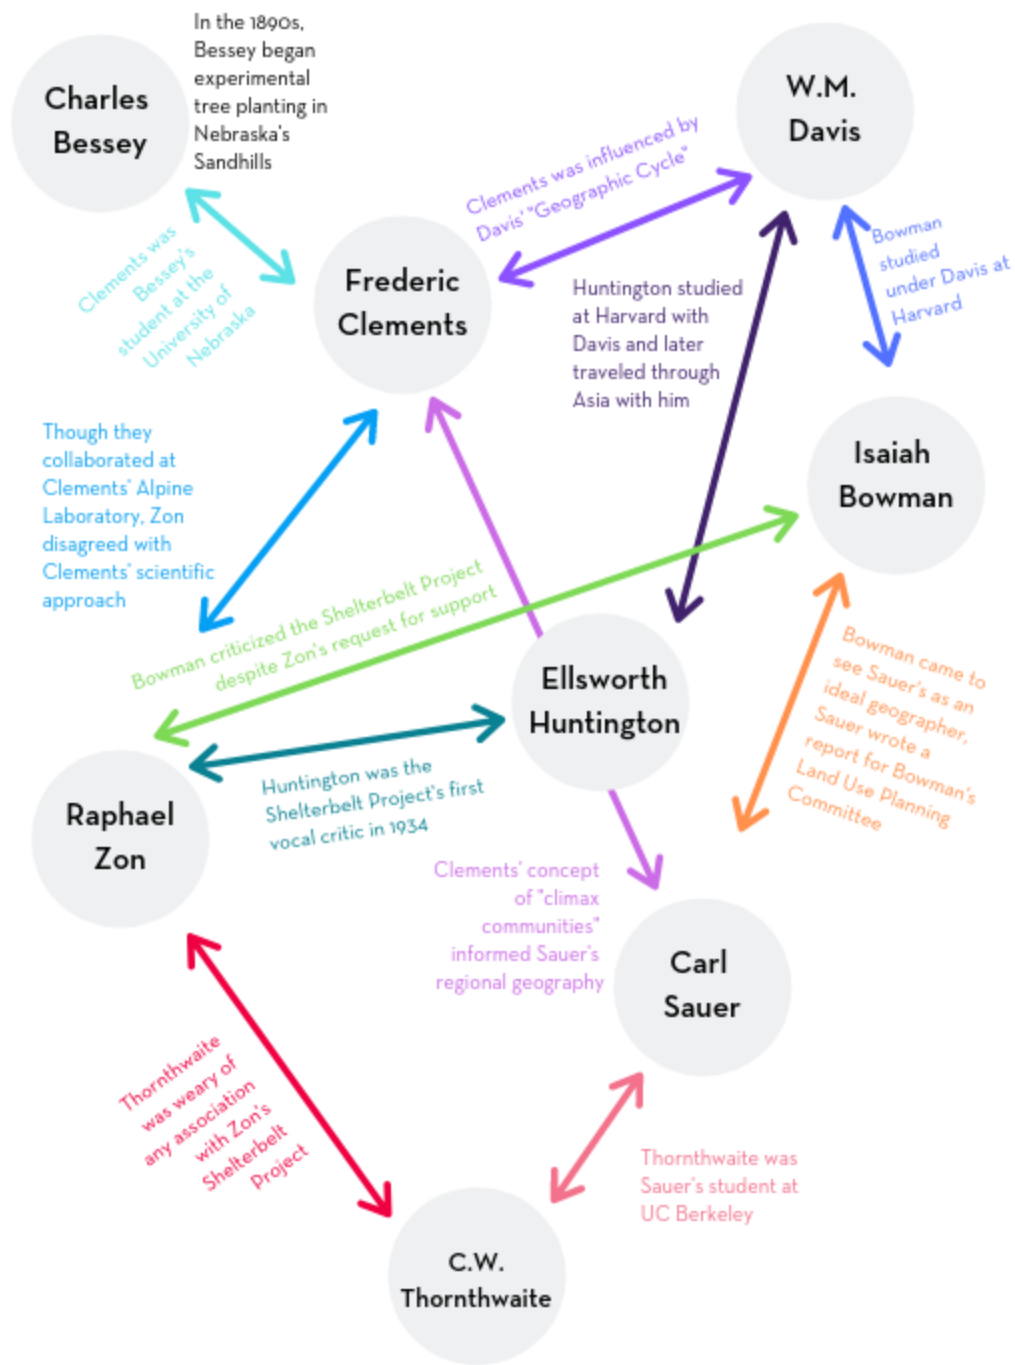 In the 1890s,
Bessey began
experimental
tree planting in
Nebraska's
Sandhills
Charles
Bessey
W.M.
Davis
Clements was influenced by
Davis' "Geographic Cycle"
Clements was
Bessey's
student at the
University of
Nebraska
Frederic
Clements
Bowman
studied
under Davis at
Harvard
Huntington studied
at Harvard with
Davis and later
traveled through
Asia with him
Though they
collaborated at
Clements' Alpine
Laboratory, Zon
disagreed with
Clements' scientific
approach
Isaiah
Bowman
Bowman criticized the Shelterbelt Project
despite Zon's request for support
Ellsworth
Huntington
Bowman came to
see Sauer's as an
ideal geographer,
Sauer wrote a
report for Bowman's
Land Use Planning
Committee
Huntington was the
Shelterbelt Project's first
vocal critic in 1934
Raphael
Zon
Clements' concept
of "climax
communities"
informed Sauer's
regional geography
Carl
Sauer
Thornthwaite
was weary of
any association
with Zon's
Shelterbelt
Project
Thornthwaite was
Sauer's student at
UC Berkeley
C.W.
Thornthwaite